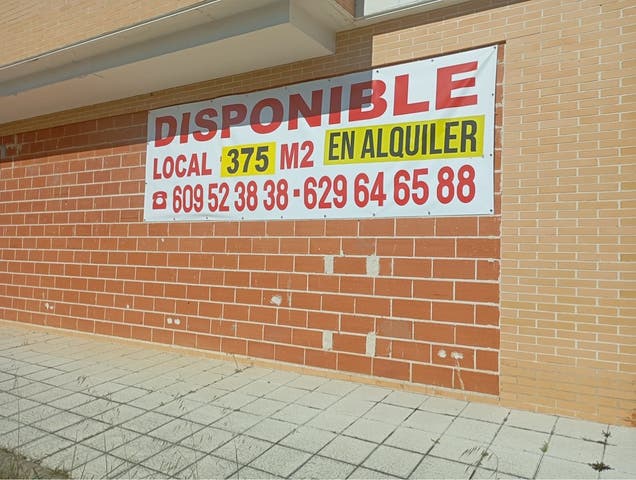 DISPONIBLE
LOCAL 375 M2 EN ALQUILER
☎ 609 52 38 38 - 629 64 65 88